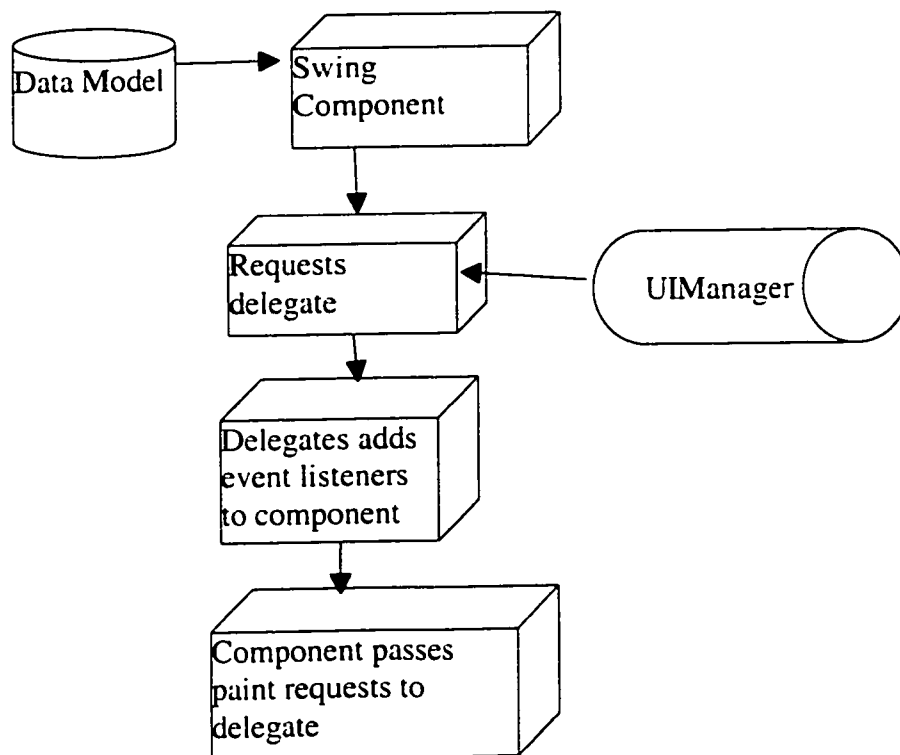 Data Model
Swing
Component
Requests
delegate
UIManager
Delegates adds
event listeners
to component
Component passes
paint requests to
delegate